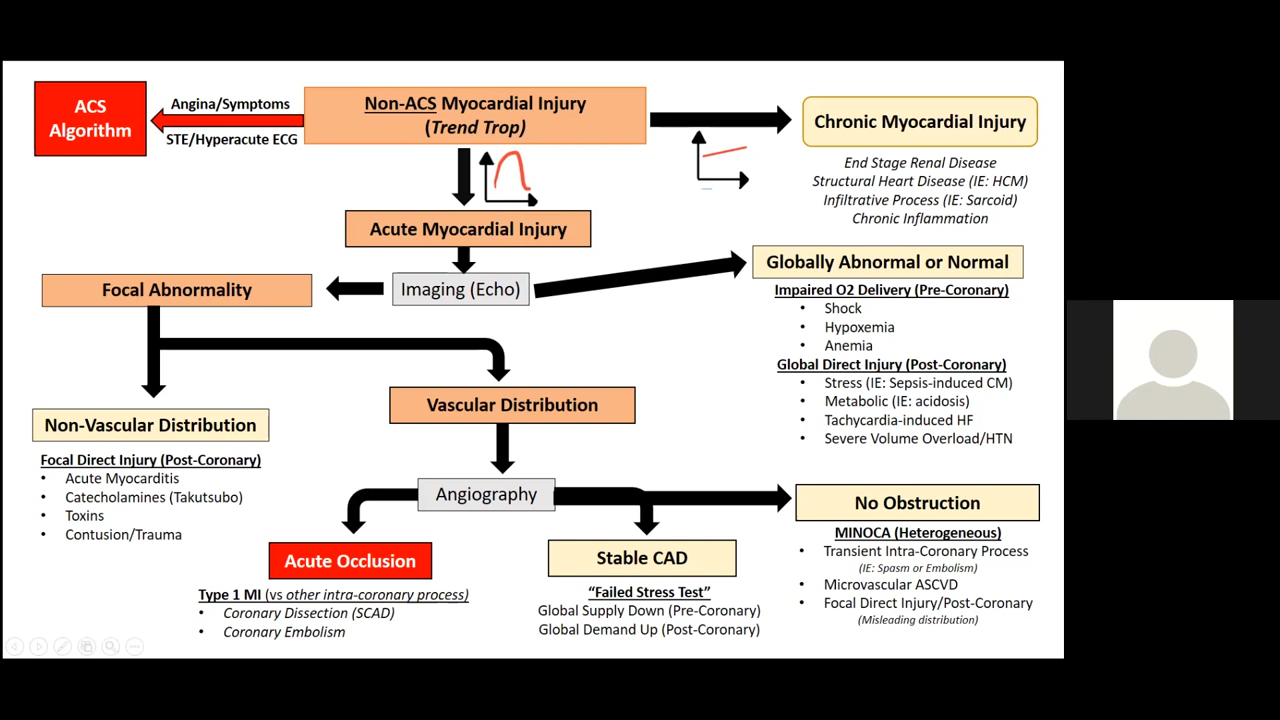 ACS
Algorithm
Angina/Symptoms
STE/Hyperacute ECG
Non-ACS Myocardial Injury
(Trend Trop)
Chronic Myocardial Injury
End Stage Renal Disease
Structural Heart Disease (IE: HCM)
Infiltrative Process (IE: Sarcoid)
Chronic Inflammation
Acute Myocardial Injury
Imaging (Echo)
Focal Abnormality
Globally Abnormal or Normal
Impaired O2 Delivery (Pre-Coronary)
• Shock
• Hypoxemia
• Anemia
Global Direct Injury (Post-Coronary)
• Stress (IE: Sepsis-induced CM)
• Metabolic (IE: acidosis)
• Tachycardia-induced HF
• Severe Volume Overload/HTN
Non-Vascular Distribution
Focal Direct Injury (Post-Coronary)
• Acute Myocarditis
• Catecholamines (Takutsubo)
• Toxins
• Contusion/Trauma
Vascular Distribution
Angiography
Acute Occlusion
Type 1 MI (vs other intra-coronary process)
• Coronary Dissection (SCAD)
• Coronary Embolism
Stable CAD
“Failed Stress Test”
Global Supply Down (Pre-Coronary)
Global Demand Up (Post-Coronary)
No Obstruction
MINOCA (Heterogeneous)
• Transient Intra-Coronary Process
(IE: Spasm or Embolism)
• Microvascular ASCVD
• Focal Direct Injury/Post-Coronary
(Misleading distribution)